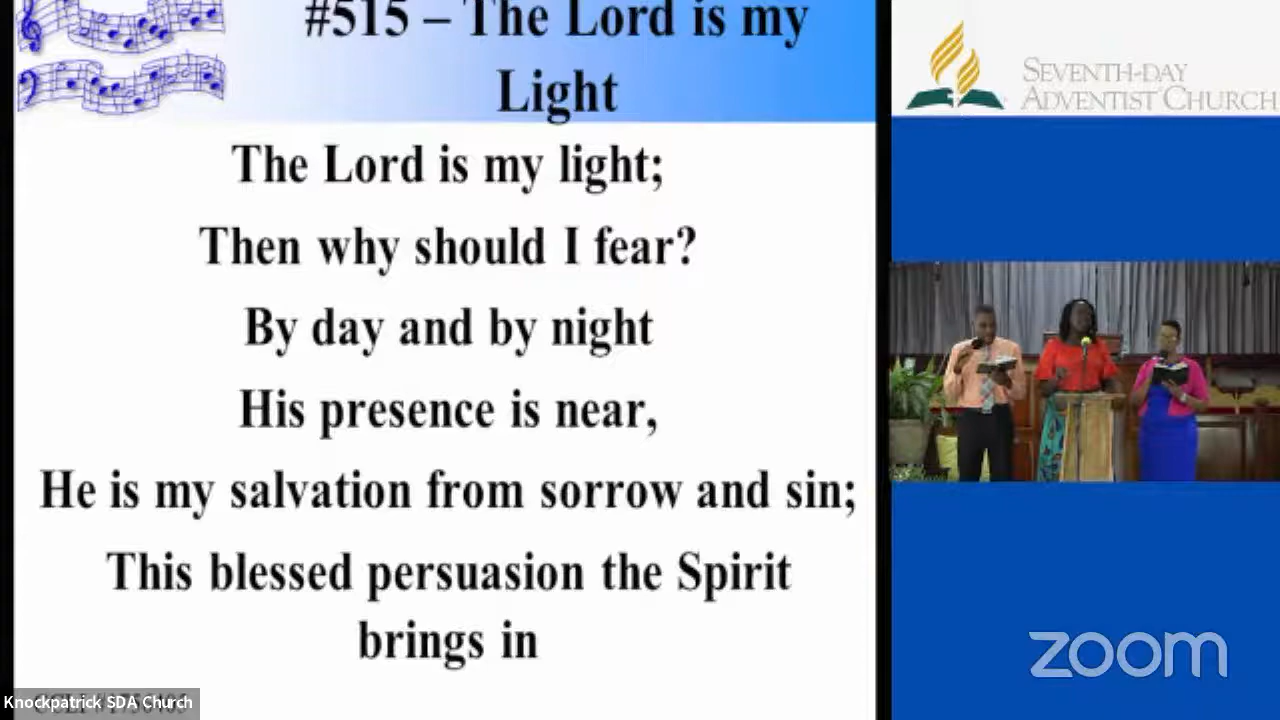 #515 – The Lord is my
Light
The Lord is my light;
Then why should I fear?
By day and by night
His presence is near,
He is my salvation from sorrow and sin;
This blessed persuasion the Spirit
brings in
SEVENTH-DAY
ADVENTIST CHURCH
zoom
Knockpatrick SDA Church